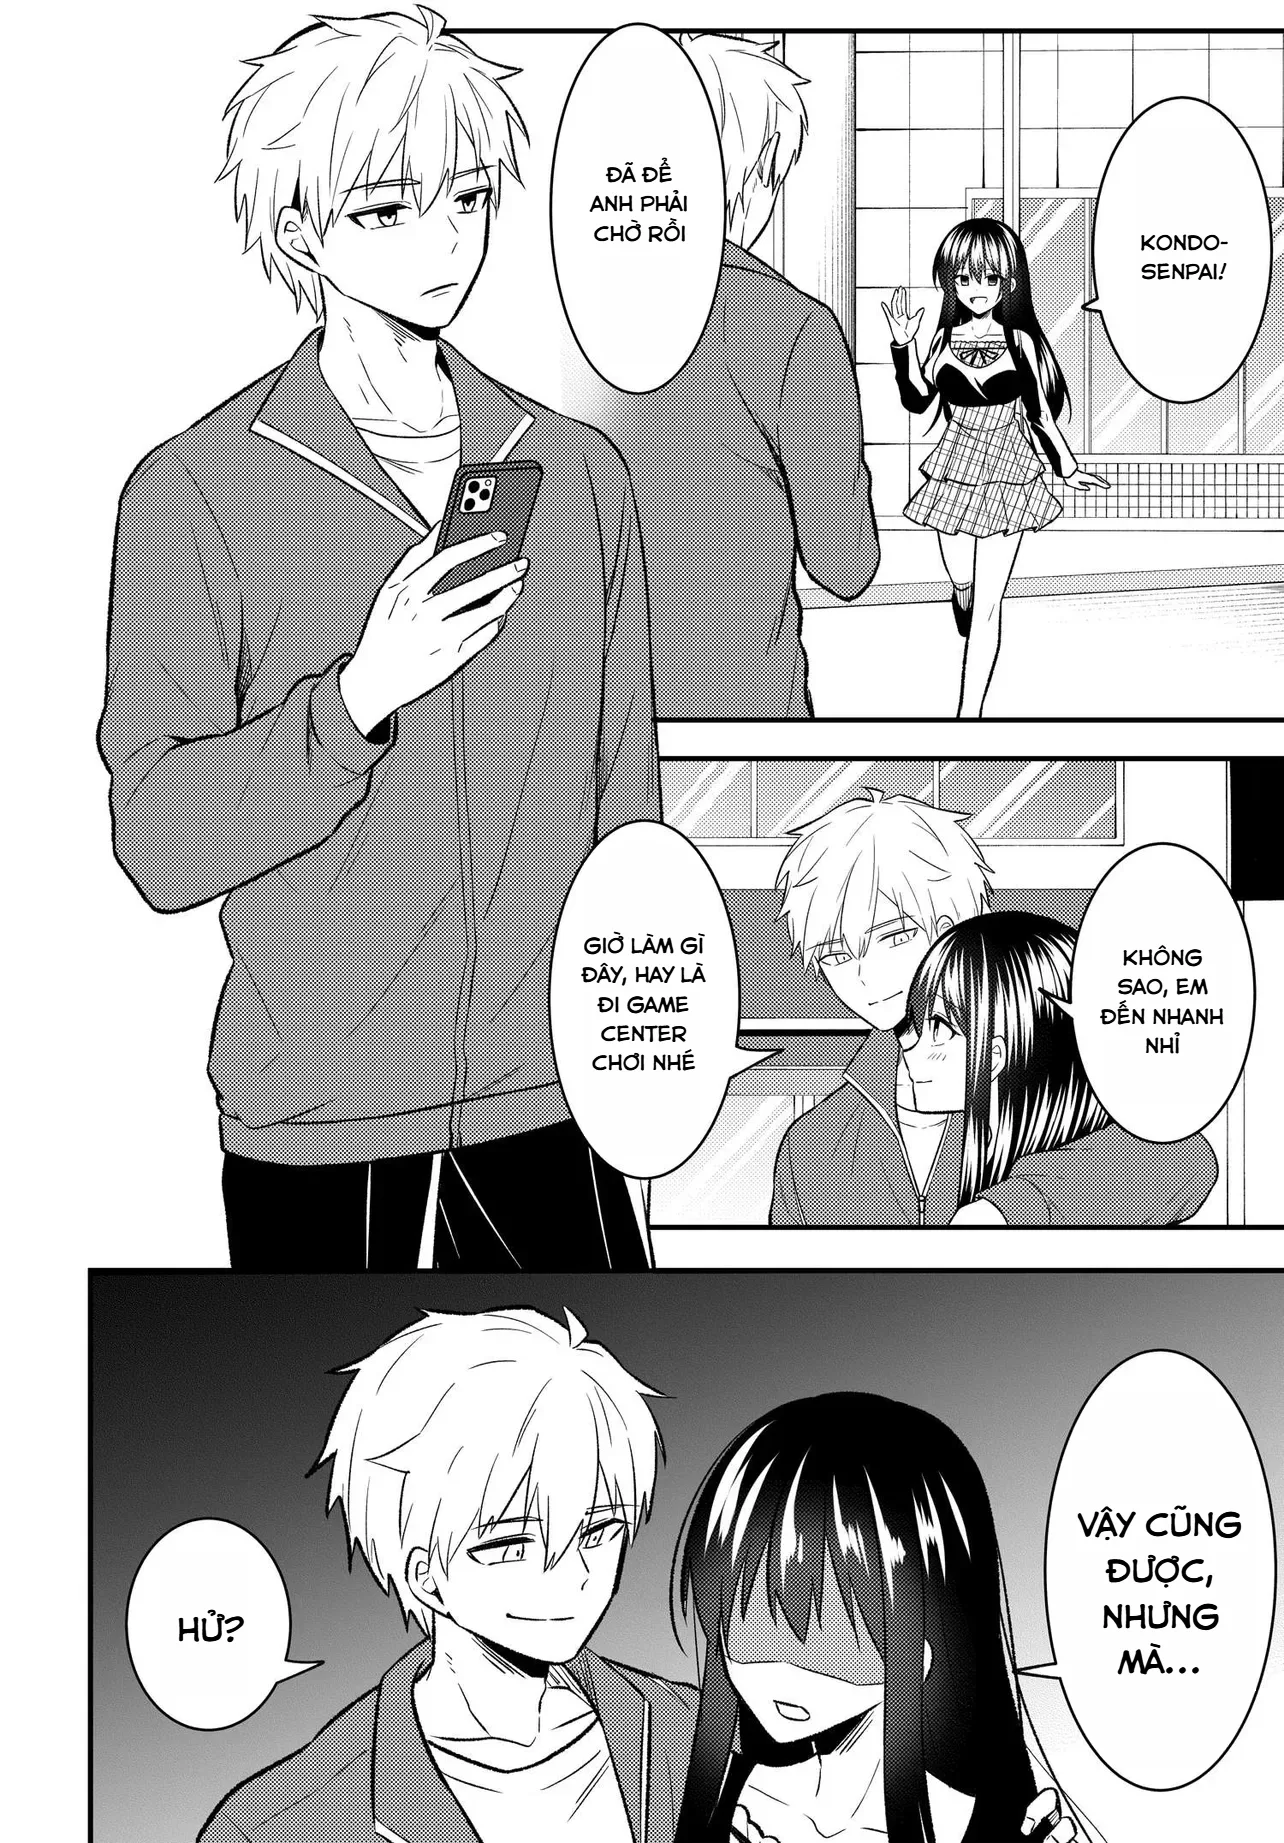 KONDO-
SENPAI!
ĐÃ ĐỂ
ANH PHẢI
CHỜ RỒI
KHÔNG
SAO, EM
ĐẾN NHANH
NHỈ
GIỜ LÀM GÌ
ĐÂY, HAY LÀ
ĐI GAME
CENTER
CHƠI NHÉ
VẬY CŨNG
ĐƯỢC,
NHƯNG
MÀ...
HỬ?